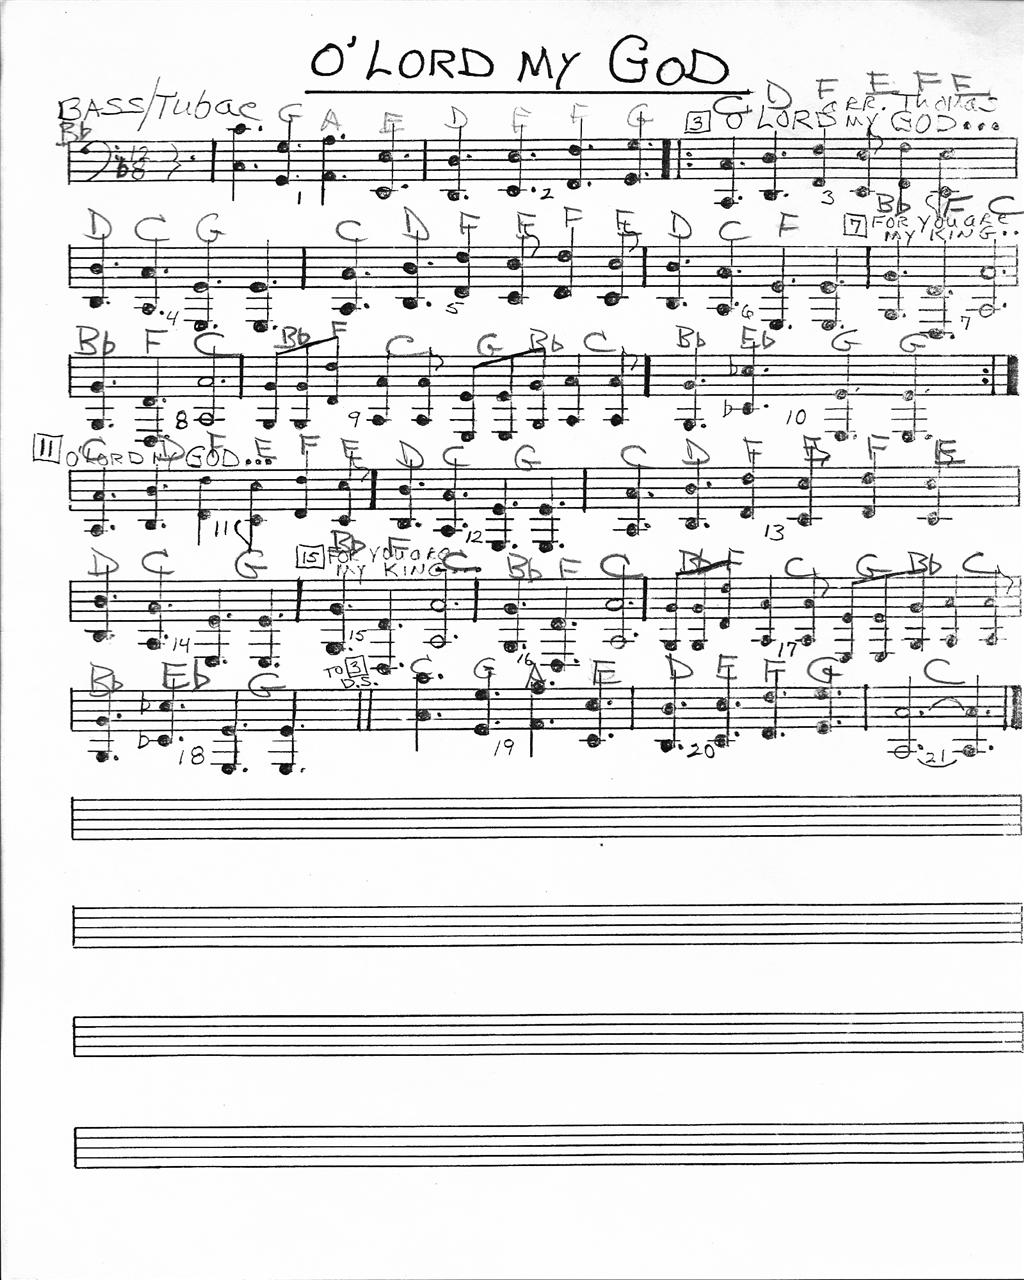 O' LORD MY GOD
BASS/Tubae
ARR. Thomas
Bb G A E D E F G
C D F E F E
3 O LORD MY GOD...
12
8
1 2 3
D C G C D F E F E D C F Bb F C
7 FOR YOU ARE
MY KING..
4 5 6 7
Bb F C Bb F C G Bb C Bb Eb G G
8 9 10
11 O' LORD MY GOD...
C D F E F E D C G C D F E F E
11 12 13
D C G Bb F C Bb F C Bb F C G Bb C
15 FOR YOU ARE
MY KING...
14 15 16 17
Bb Eb G C G A E D E F G C
TO 3
D.S.
18 19 20 21